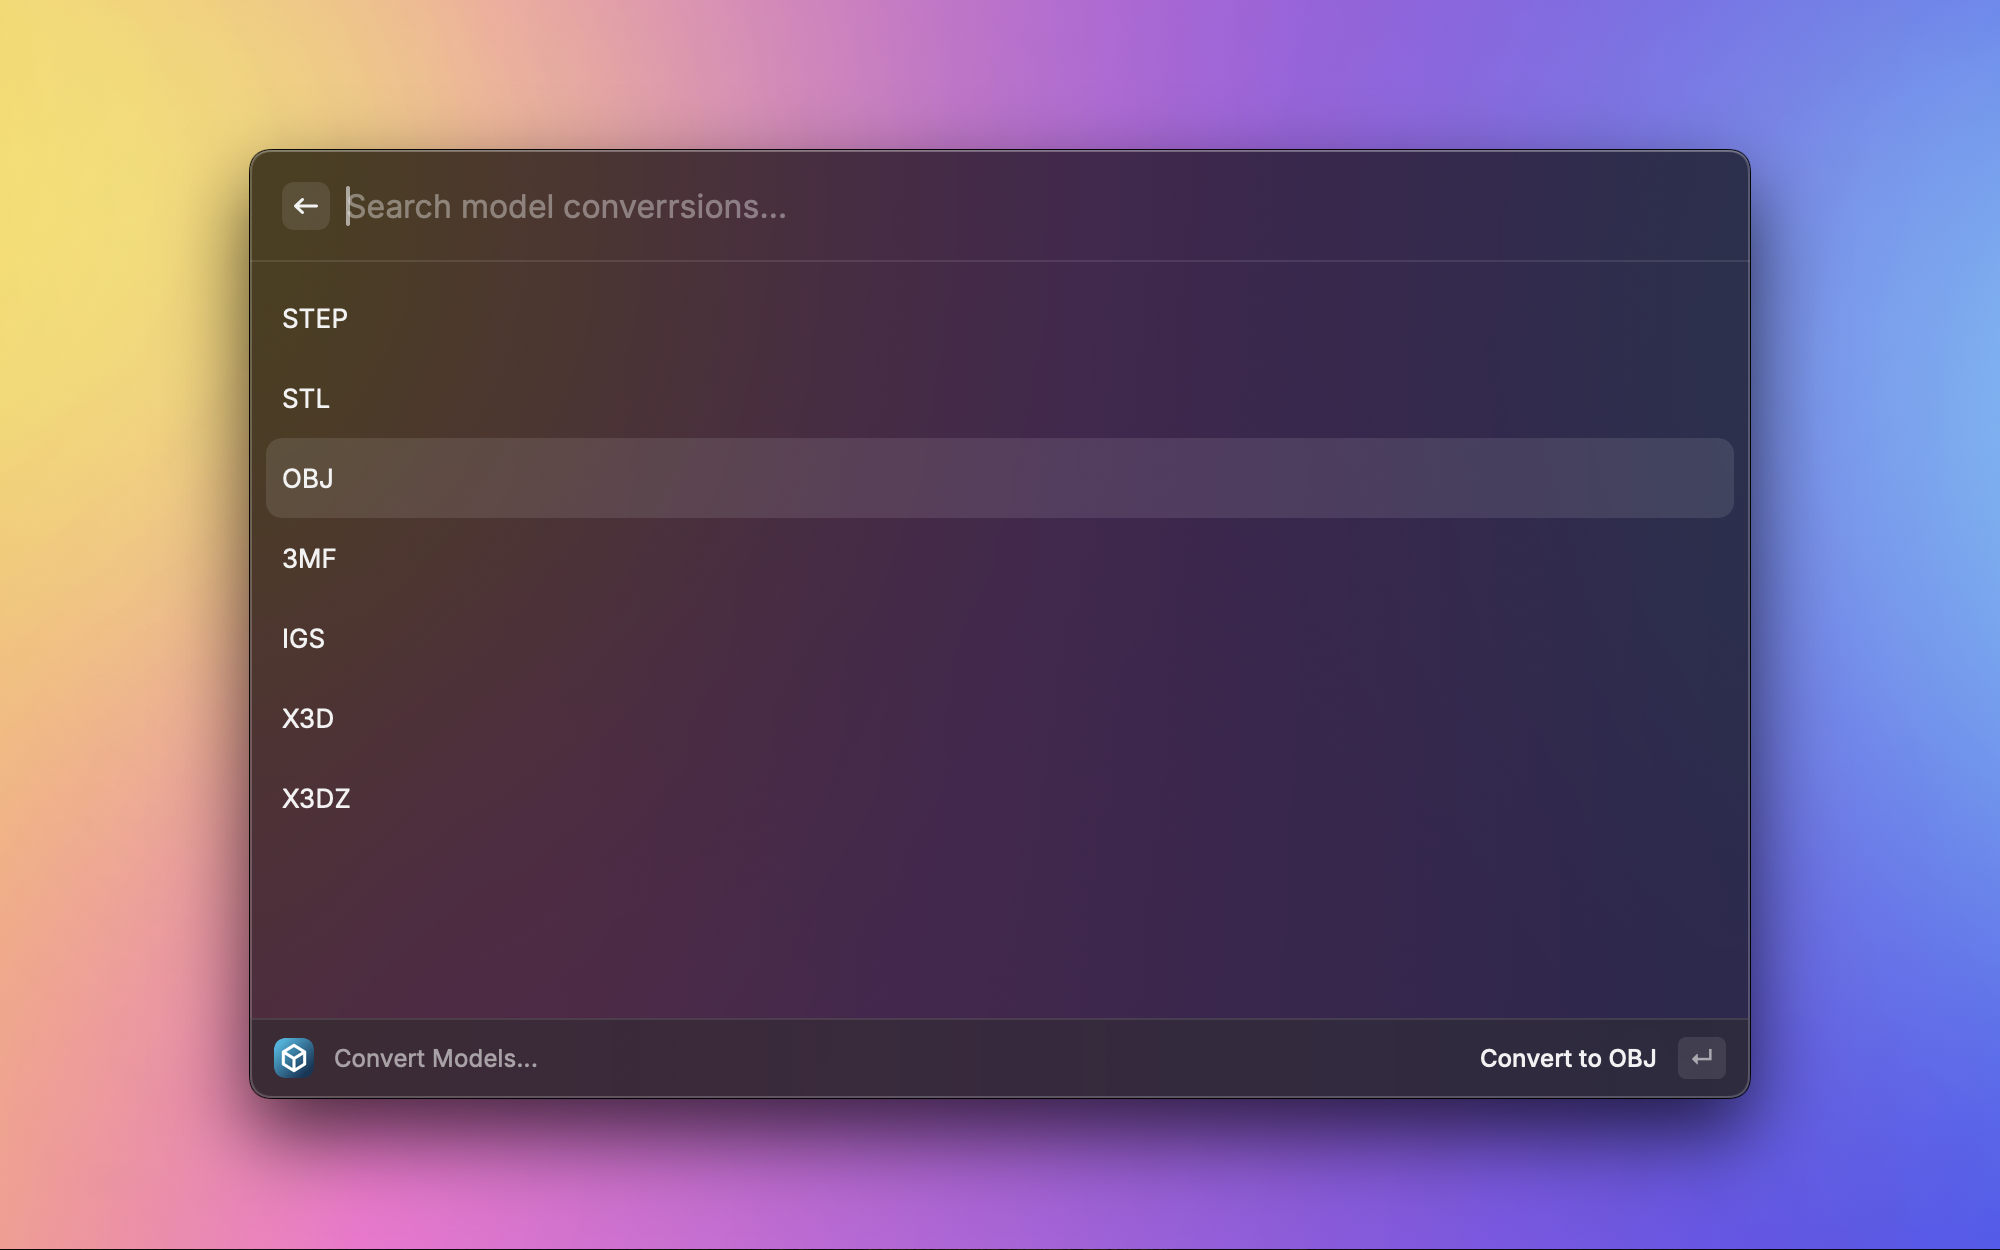 Search model converrsions...
STEP
STL
OBJ
3MF
IGS
X3D
X3DZ
Convert Models...
Convert to OBJ